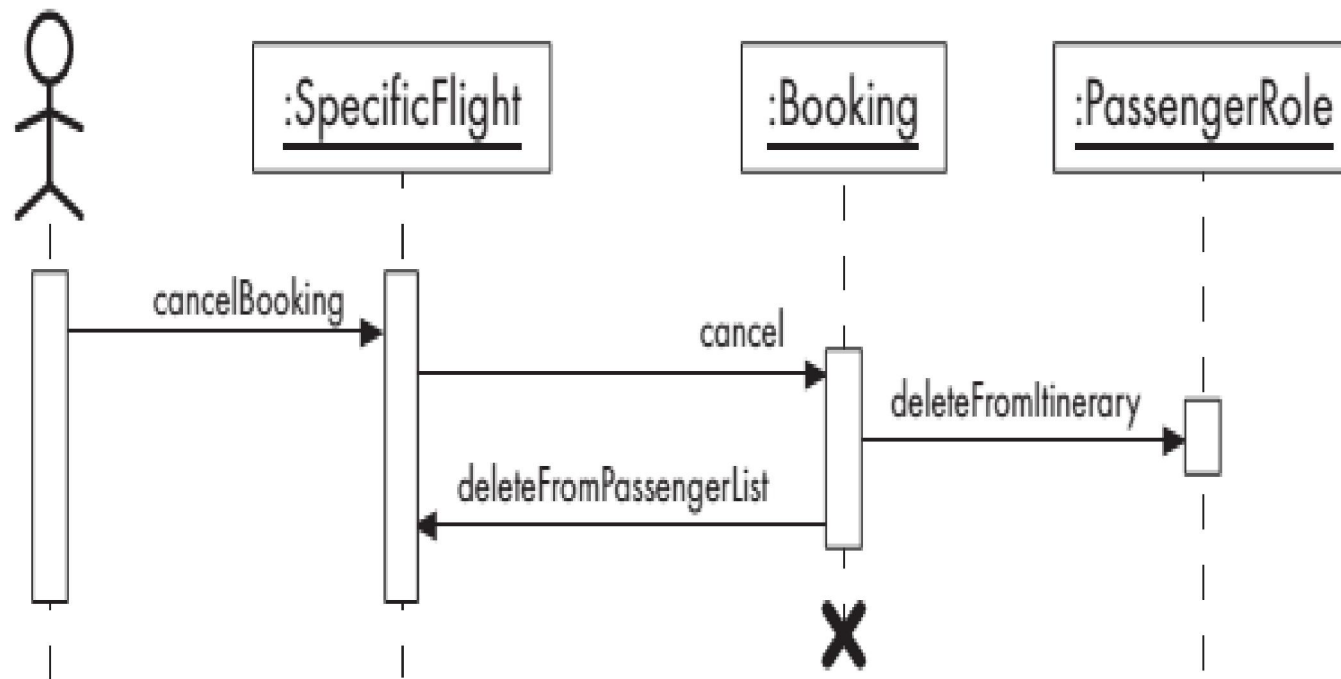 :SpecificFlight
:Booking
:PassengerRole
cancelBooking
cancel
deleteFromItinerary
deleteFromPassengerList